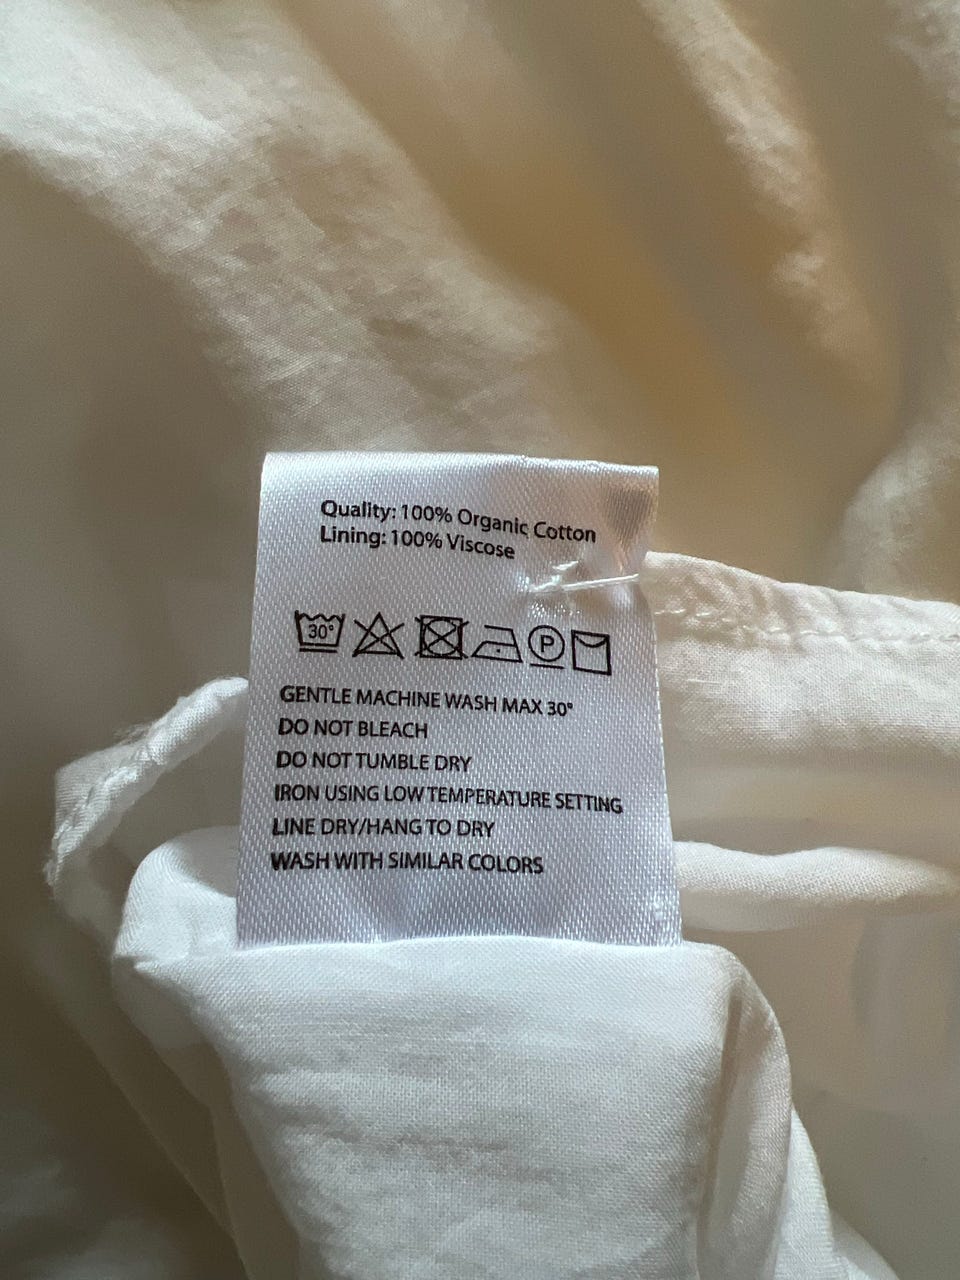 Quality: 100% Organic Cotton
Lining: 100% Viscose
30° P
GENTLE MACHINE WASH MAX 30°
DO NOT BLEACH
DO NOT TUMBLE DRY
IRON USING LOW TEMPERATURE SETTING
LINE DRY/HANG TO DRY
WASH WITH SIMILAR COLORS